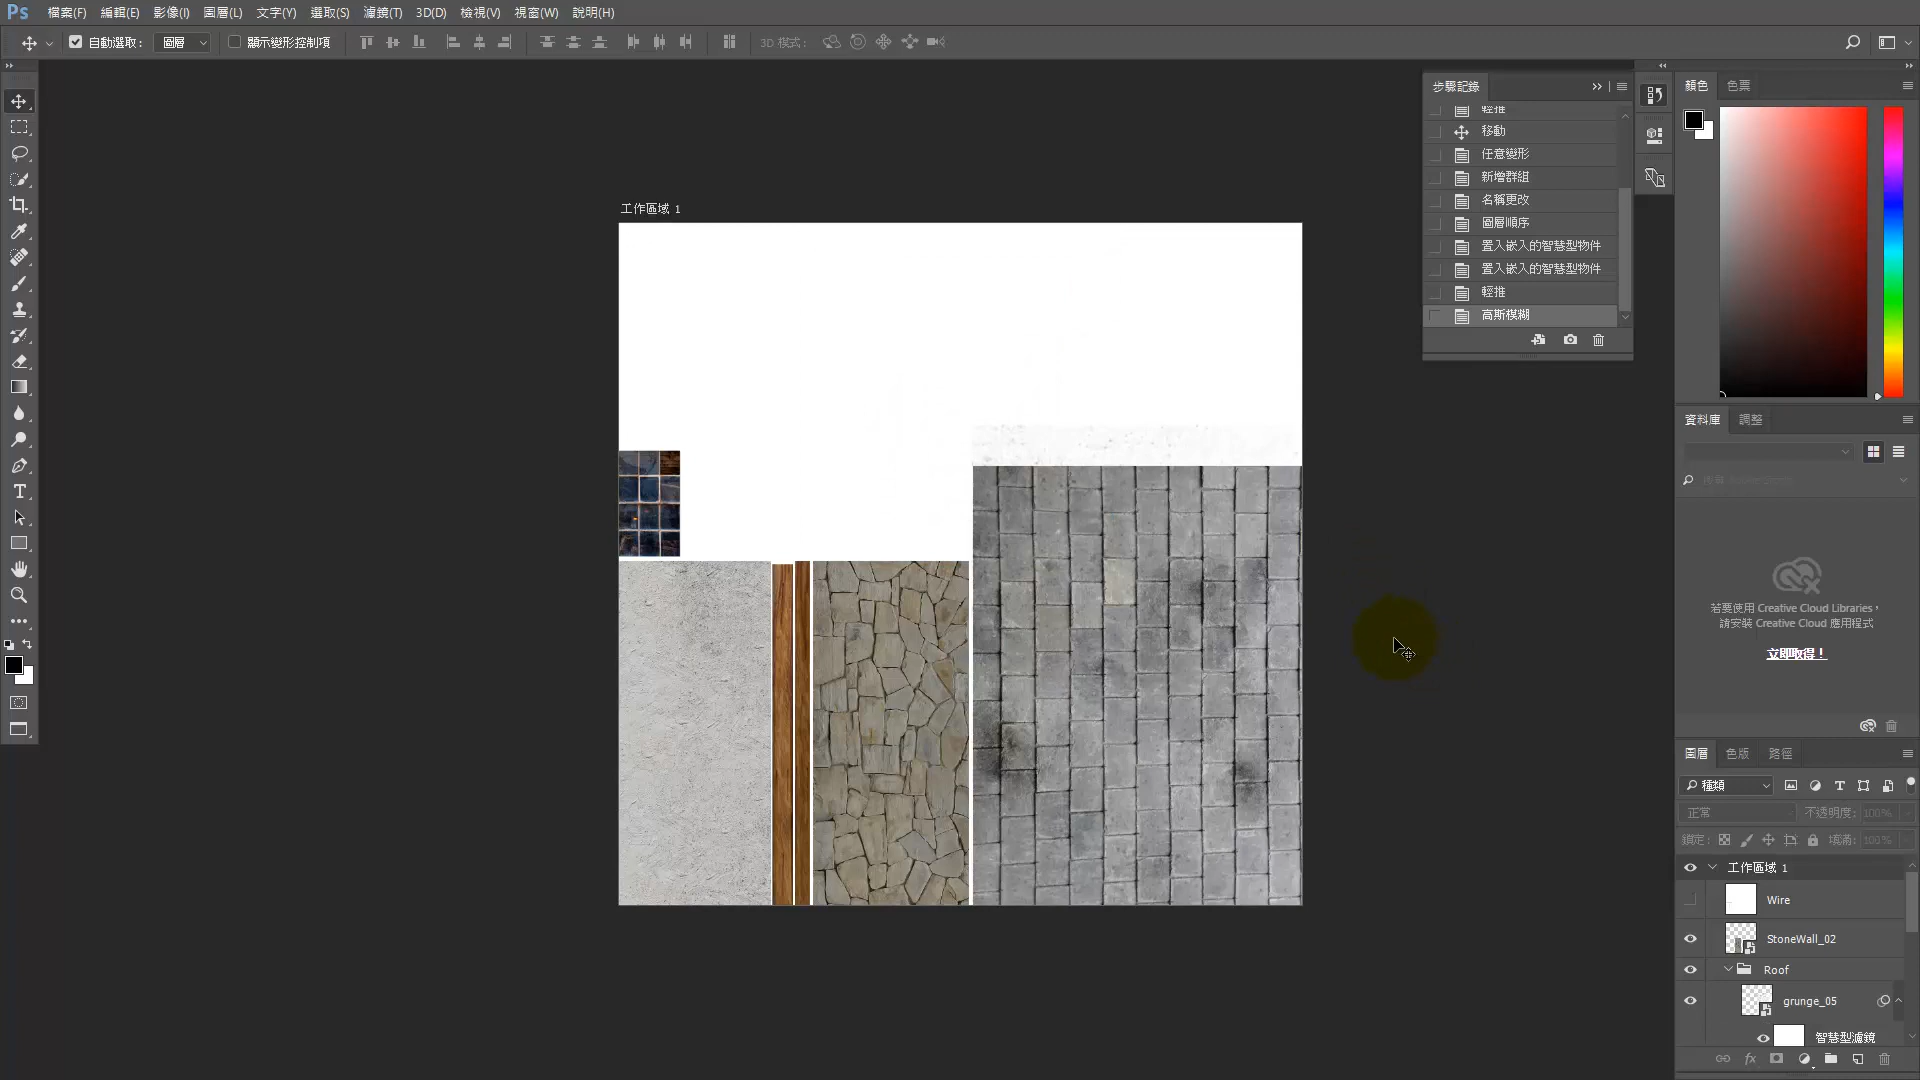 Ps 檔案(F) 編輯(E) 影像(I) 圖層(L) 文字(Y) 選取(S) 濾鏡(T) 3D(D) 檢視(V) 視窗(W) 說明(H)
自動選取: 圖層 顯示變形控制項 3D 模式:
工作區域 1
步驟記錄
輕推
移動
任意變形
新增群組
名稱更改
圖層順序
置入嵌入的智慧型物件
置入嵌入的智慧型物件
輕推
高斯模糊
顏色 色票
資料庫 調整
若要使用 Creative Cloud Libraries，
請安裝 Creative Cloud 應用程式
立即取得！
圖層 色版 路徑
種類
正常 不透明度: 100%
鎖定: 填滿: 100%
工作區域 1
Wire
StoneWall_02
Roof
grunge_05
智慧型濾鏡
fx